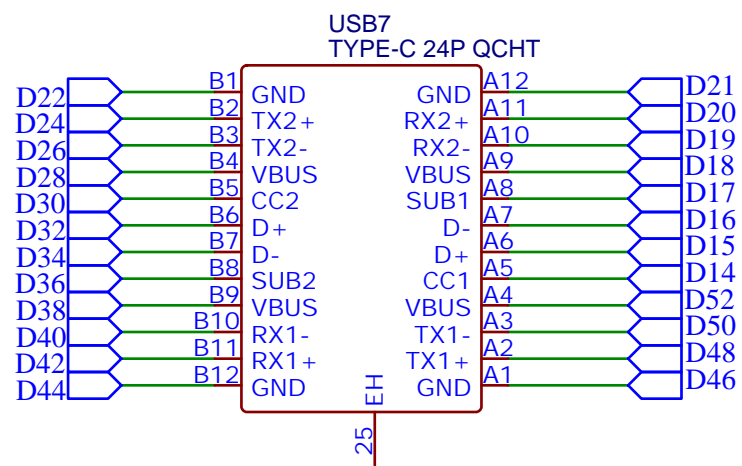 USB7
TYPE-C 24P QCHT
D22 B1 GND GND A12 D21
D24 B2 TX2+ RX2+ A11 D20
D26 B3 TX2- RX2- A10 D19
D28 B4 VBUS VBUS A9 D18
D30 B5 CC2 SUB1 A8 D17
D32 B6 D+ D- A7 D16
D34 B7 D- D+ A6 D15
D36 B8 SUB2 CC1 A5 D14
D38 B9 VBUS VBUS A4 D52
D40 B10 RX1- TX1- A3 D50
D42 B11 RX1+ TX1+ A2 D48
D44 B12 GND GND A1 D46
EH
25